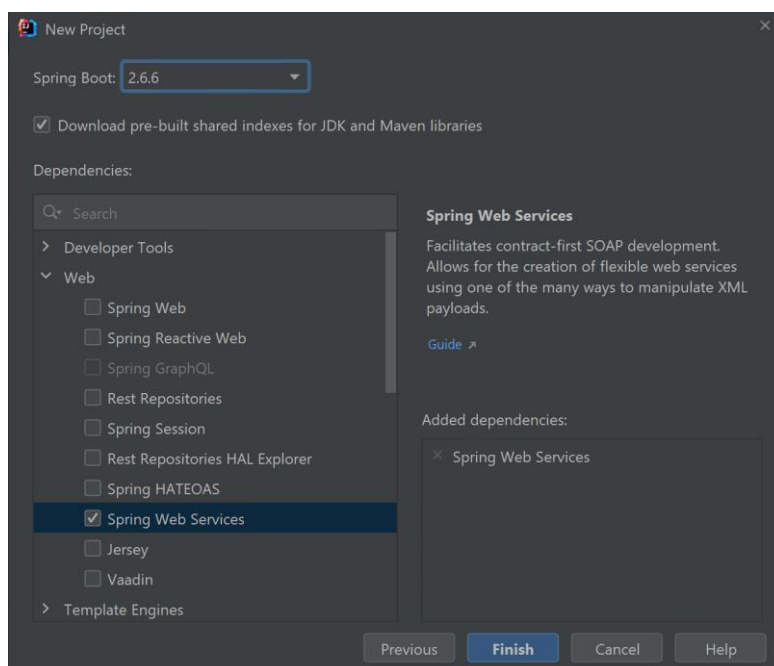 New Project
Spring Boot: 2.6.6
Download pre-built shared indexes for JDK and Maven libraries
Dependencies:
Search
Developer Tools
Web
Spring Web
Spring Reactive Web
Spring GraphQL
Rest Repositories
Spring Session
Rest Repositories HAL Explorer
Spring HATEOAS
Spring Web Services
Jersey
Vaadin
Template Engines
Spring Web Services
Facilitates contract-first SOAP development.
Allows for the creation of flexible web services
using one of the many ways to manipulate XML
payloads.
Guide
Added dependencies:
Spring Web Services
Previous
Finish
Cancel
Help